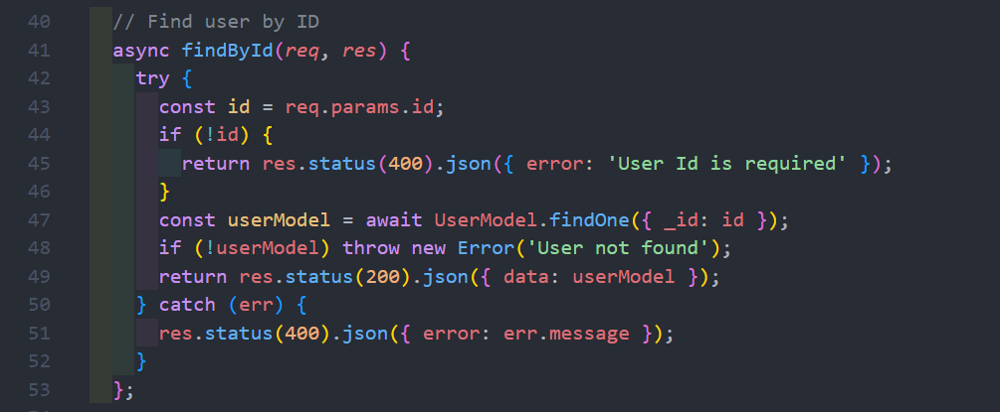 40 // Find user by ID
41 async findById(req, res) {
42 try {
43 const id = req.params.id;
44 if (!id) {
45 return res.status(400).json({ error: 'User Id is required' });
46 }
47 const userModel = await UserModel.findOne({ _id: id });
48 if (!userModel) throw new Error('User not found');
49 return res.status(200).json({ data: userModel });
50 } catch (err) {
51 res.status(400).json({ error: err.message });
52 }
53 };